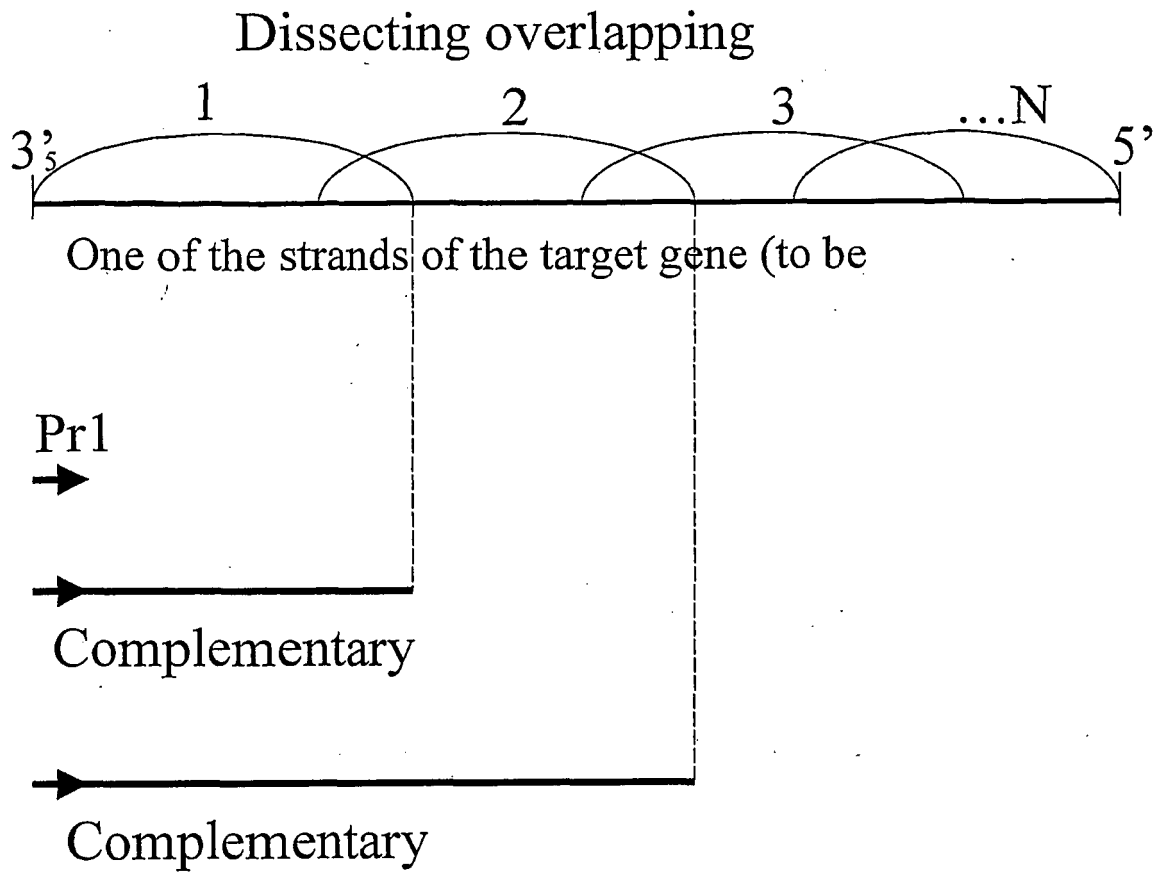 Dissecting overlapping
1 2 3 ...N
3’5 5’
One of the strands of the target gene (to be
Pr1
Complementary
Complementary